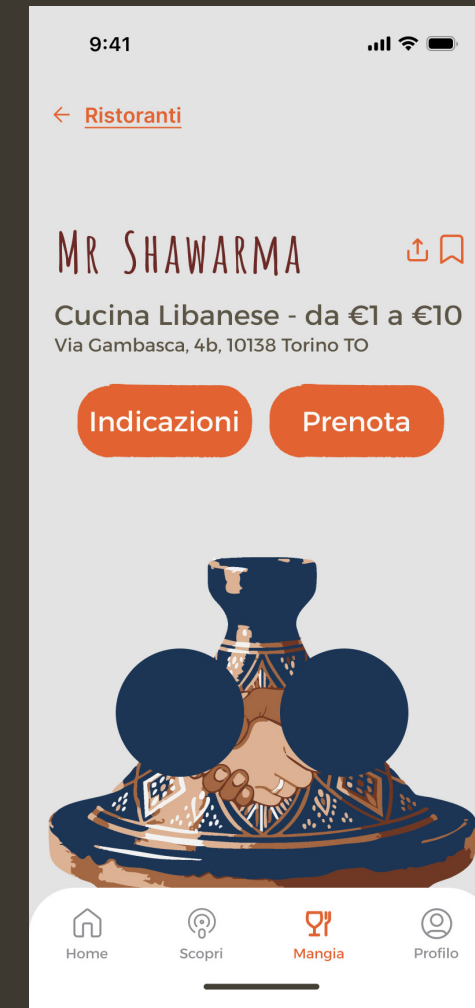 9:41
Ristoranti
Mr Shawarma
Cucina Libanese - da €1 a €10
Via Gambasca, 4b, 10138 Torino TO
Indicazioni Prenota
Home Scopri Mangia Profilo